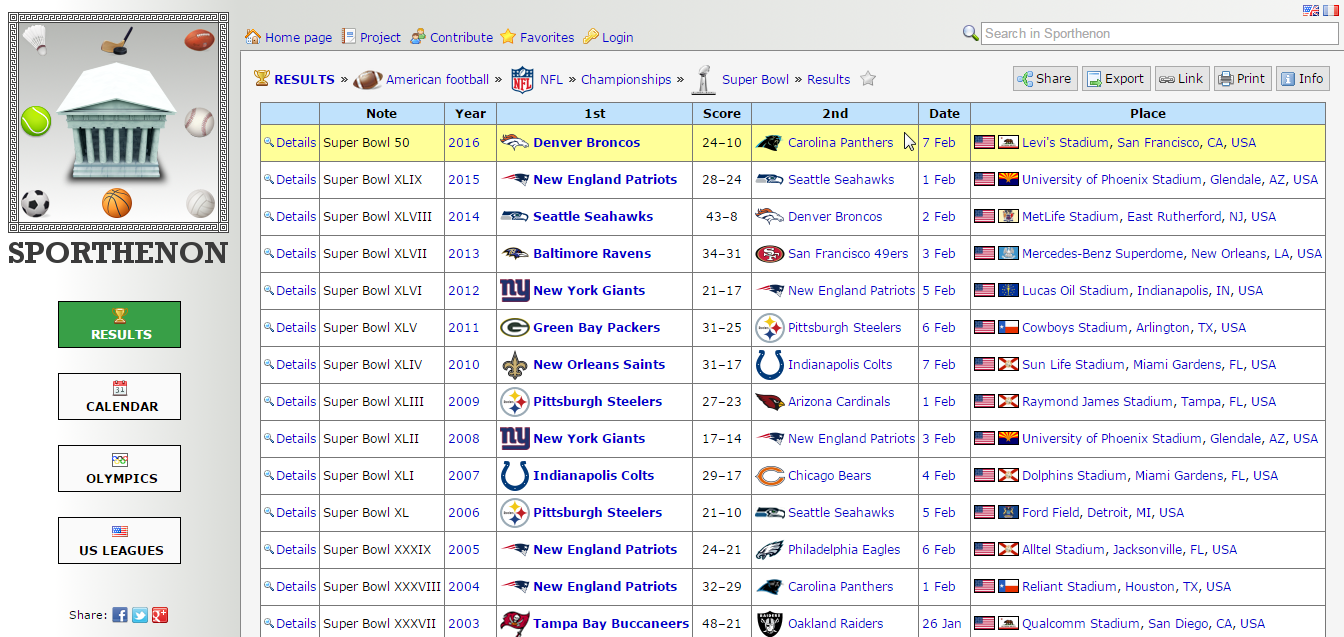 Home page Project Contribute Favorites Login Search in Sporthenon
RESULTS » American football » NFL » Championships » Super Bowl » Results Share Export Link Print Info
Note Year 1st Score 2nd Date Place
Details Super Bowl 50 2016 Denver Broncos 24–10 Carolina Panthers 7 Feb Levi's Stadium, San Francisco, CA, USA
Details Super Bowl XLIX 2015 New England Patriots 28–24 Seattle Seahawks 1 Feb University of Phoenix Stadium, Glendale, AZ, USA
Details Super Bowl XLVIII 2014 Seattle Seahawks 43–8 Denver Broncos 2 Feb MetLife Stadium, East Rutherford, NJ, USA
Details Super Bowl XLVII 2013 Baltimore Ravens 34–31 San Francisco 49ers 3 Feb Mercedes-Benz Superdome, New Orleans, LA, USA
Details Super Bowl XLVI 2012 New York Giants 21–17 New England Patriots 5 Feb Lucas Oil Stadium, Indianapolis, IN, USA
Details Super Bowl XLV 2011 Green Bay Packers 31–25 Pittsburgh Steelers 6 Feb Cowboys Stadium, Arlington, TX, USA
Details Super Bowl XLIV 2010 New Orleans Saints 31–17 Indianapolis Colts 7 Feb Sun Life Stadium, Miami Gardens, FL, USA
Details Super Bowl XLIII 2009 Pittsburgh Steelers 27–23 Arizona Cardinals 1 Feb Raymond James Stadium, Tampa, FL, USA
Details Super Bowl XLII 2008 New York Giants 17–14 New England Patriots 3 Feb University of Phoenix Stadium, Glendale, AZ, USA
Details Super Bowl XLI 2007 Indianapolis Colts 29–17 Chicago Bears 4 Feb Dolphins Stadium, Miami Gardens, FL, USA
Details Super Bowl XL 2006 Pittsburgh Steelers 21–10 Seattle Seahawks 5 Feb Ford Field, Detroit, MI, USA
Details Super Bowl XXXIX 2005 New England Patriots 24–21 Philadelphia Eagles 6 Feb Alltel Stadium, Jacksonville, FL, USA
Details Super Bowl XXXVIII 2004 New England Patriots 32–29 Carolina Panthers 1 Feb Reliant Stadium, Houston, TX, USA
Details Super Bowl XXXVII 2003 Tampa Bay Buccaneers 48–21 Oakland Raiders 26 Jan Qualcomm Stadium, San Diego, CA, USA
SPORTHENON
RESULTS
31
CALENDAR
OLYMPICS
US LEAGUES
Share: